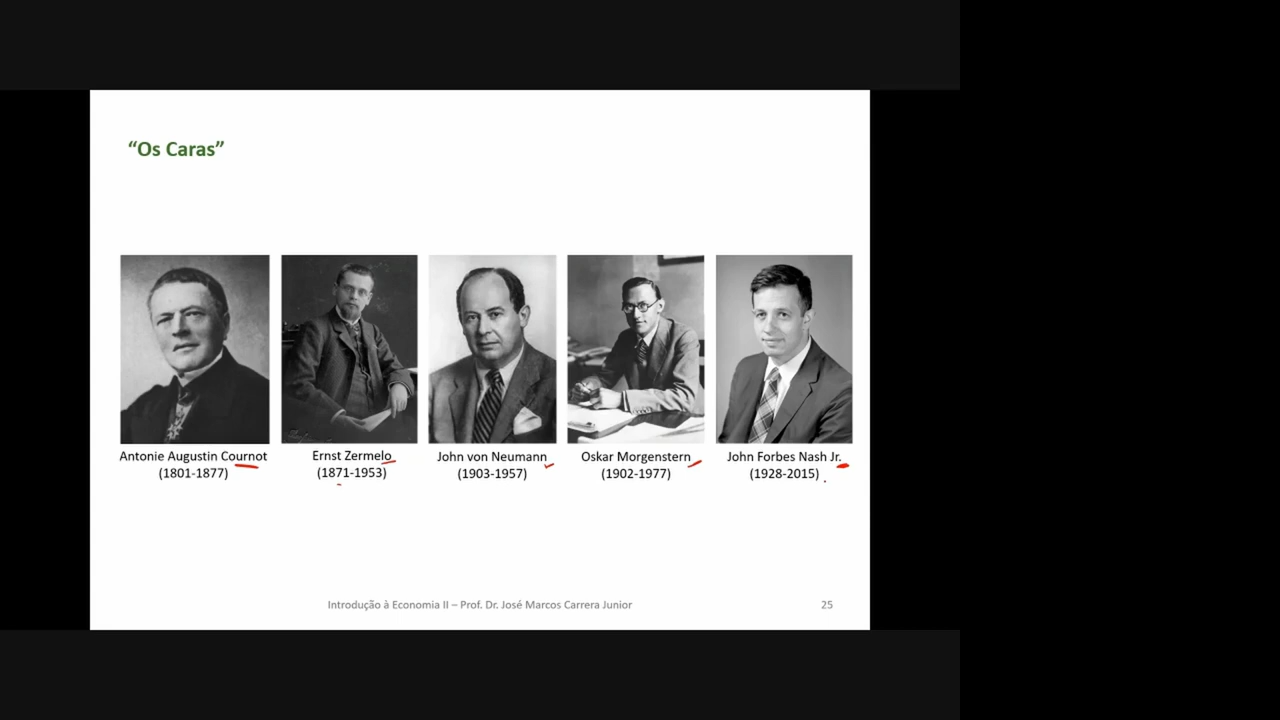 “Os Caras”
Antonie Augustin Cournot
(1801-1877)
Ernst Zermelo
(1871-1953)
John von Neumann
(1903-1957)
Oskar Morgenstern
(1902-1977)
John Forbes Nash Jr.
(1928-2015)
Introdução à Economia II – Prof. Dr. José Marcos Carrera Junior
25